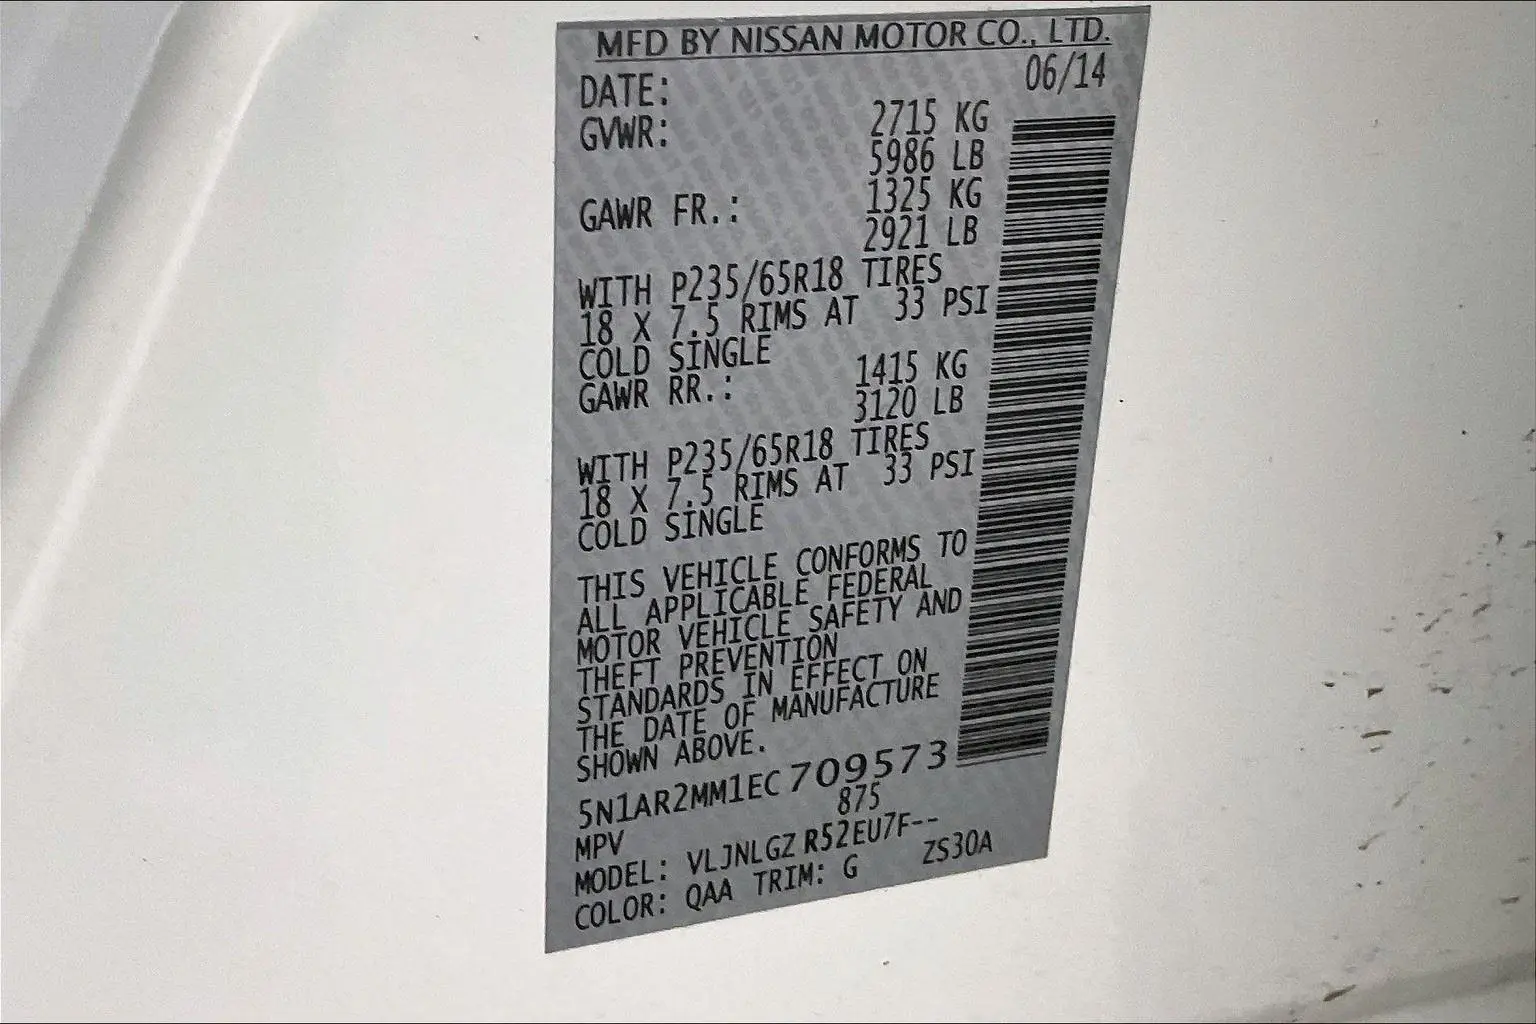 MFD BY NISSAN MOTOR CO., LTD.
DATE: 06/14
GVWR: 2715 KG
5986 LB
GAWR FR.: 1325 KG
2921 LB
WITH P235/65R18 TIRES
18 X 7.5 RIMS AT 33 PSI
COLD SINGLE
GAWR RR.: 1415 KG
3120 LB
WITH P235/65R18 TIRES
18 X 7.5 RIMS AT 33 PSI
COLD SINGLE
THIS VEHICLE CONFORMS TO
ALL APPLICABLE FEDERAL
MOTOR VEHICLE SAFETY AND
THEFT PREVENTION
STANDARDS IN EFFECT ON
THE DATE OF MANUFACTURE
SHOWN ABOVE.
5N1AR2MM1EC709573
MPV 875
MODEL: VLJNLGZ R52EU7F--
COLOR: QAA TRIM: G ZS30A